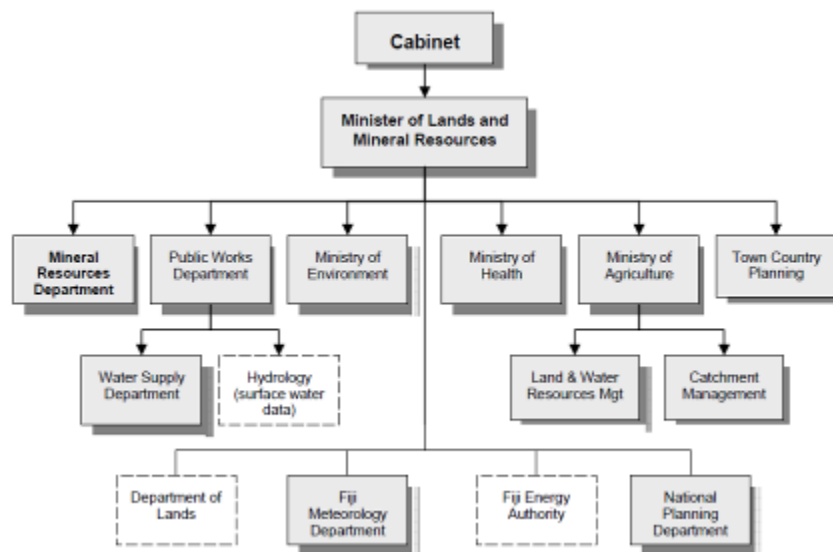 Cabinet
Minister of Lands and
Mineral Resources
Mineral
Resources
Department
Public Works
Department
Ministry of
Environment
Ministry of
Health
Ministry of
Agriculture
Town Country
Planning
Water Supply
Department
Hydrology
(surface water
data)
Land & Water
Resources Mgt
Catchment
Management
Department of
Lands
Fiji
Meteorology
Department
Fiji Energy
Authority
National
Planning
Department